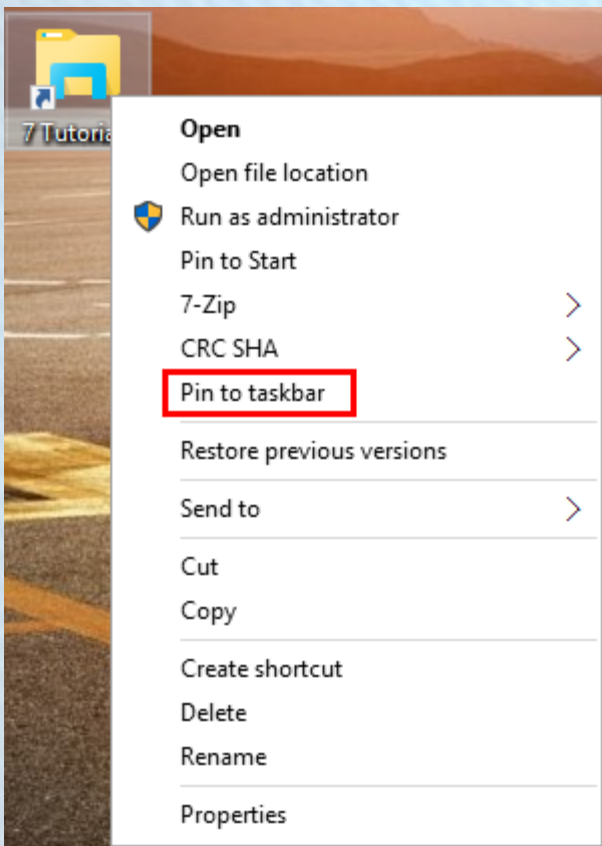 7 Tutoria
Open
Open file location
Run as administrator
Pin to Start
7-Zip
CRC SHA
Pin to taskbar
Restore previous versions
Send to
Cut
Copy
Create shortcut
Delete
Rename
Properties